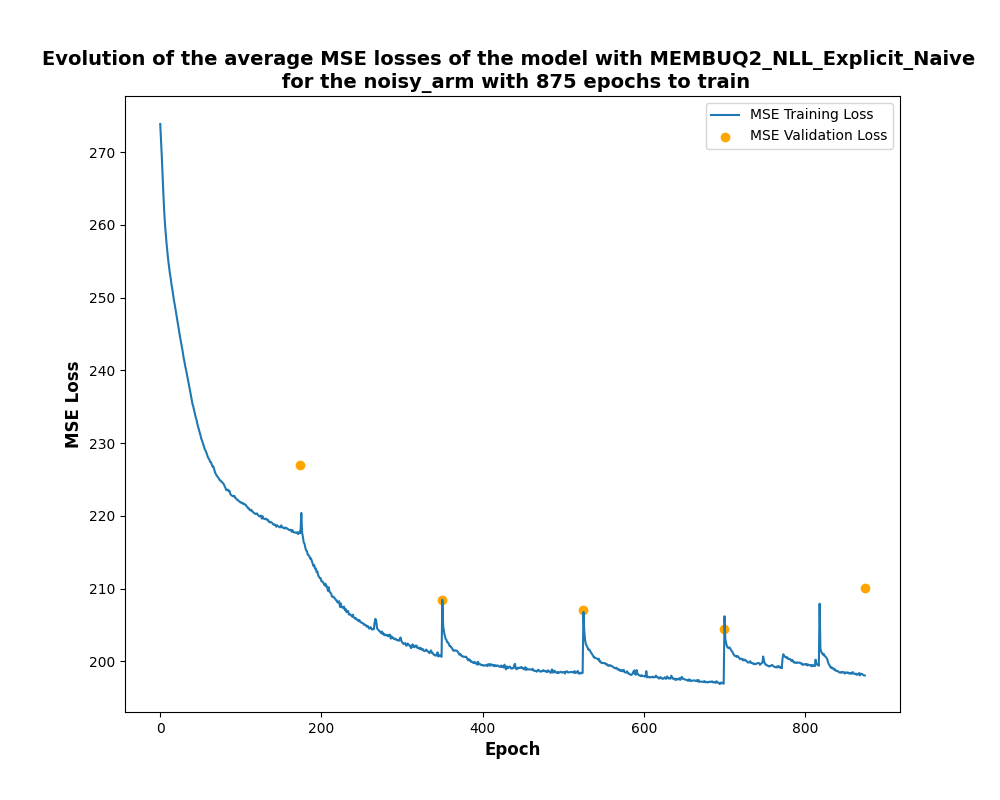 Evolution of the average MSE losses of the model with MEMBUQ2_NLL_Explicit_Naive
for the noisy_arm with 875 epochs to train
MSE Training Loss
MSE Validation Loss
270
260
250
240
230
220
210
200
MSE Loss
0 200 400 600 800
Epoch